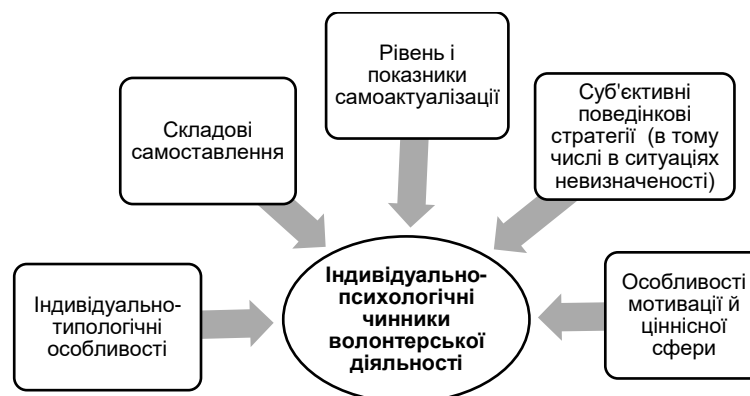 Рівень і
показники
самоактуалізації
Складові
самоставлення
Суб'єктивні
поведінкові
стратегії (в тому
числі в ситуаціях
невизначеності)
Індивідуально-
типологічні
особливості
Індивідуально-
психологічні
чинники
волонтерської
діяльності
Особливості
мотивації й
ціннісної
сфери